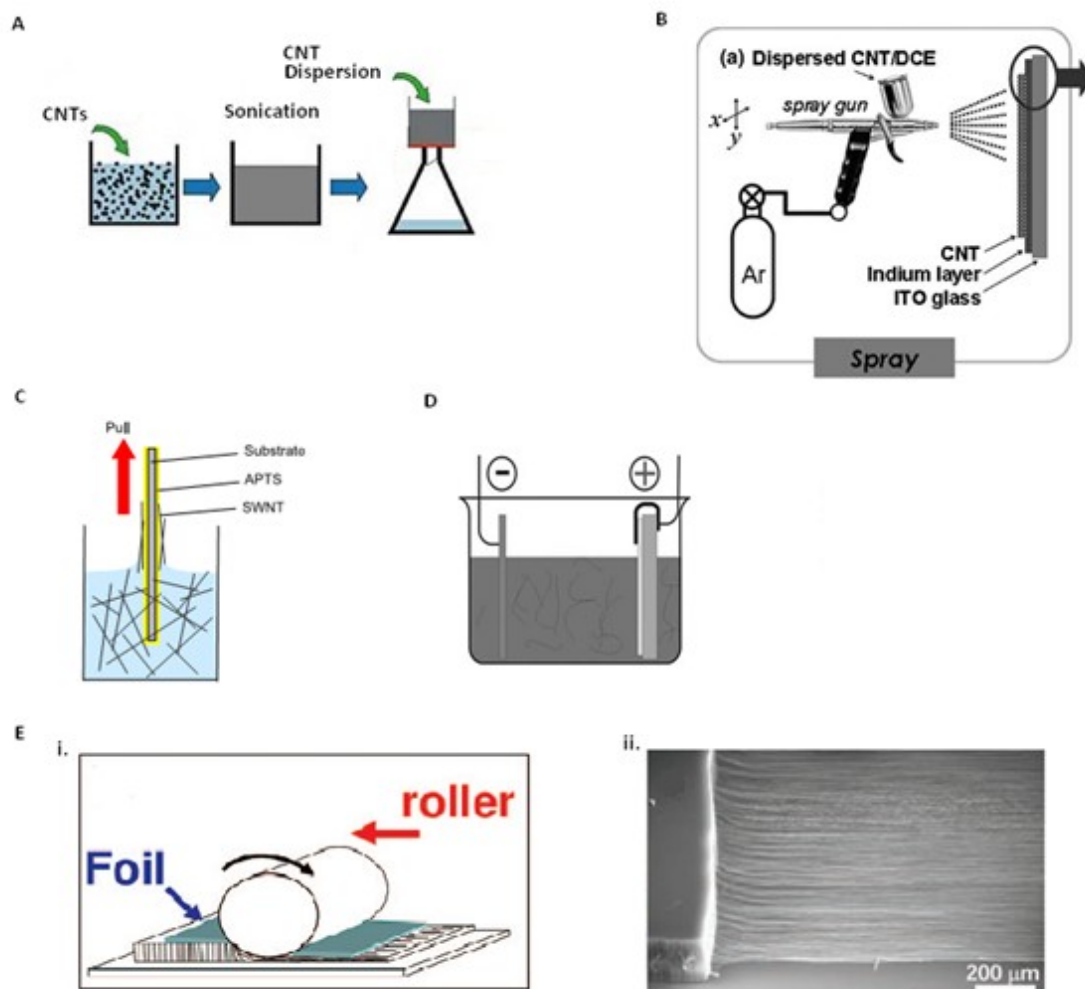 A
CNTs
Sonication
CNT
Dispersion
B
(a) Dispersed CNT/DCE
spray gun
x
y
Ar
CNT
Indium layer
ITO glass
Spray
C
Pull
Substrate
APTS
SWNT
D
-
+
E
i.
roller
Foil
ii.
200 µm